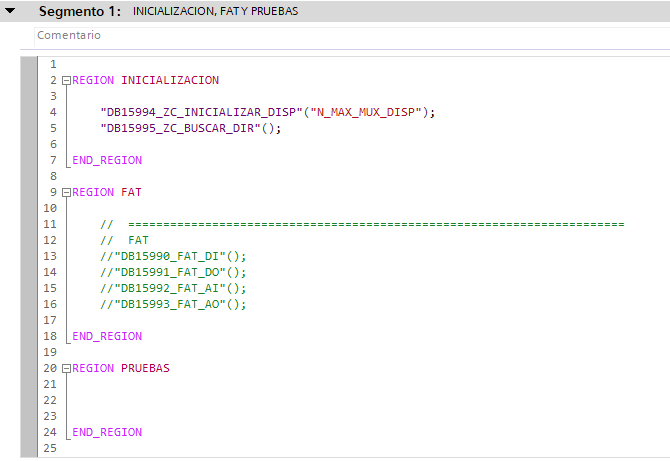 Segmento 1: INICIALIZACION, FAT Y PRUEBAS
Comentario
1
2 REGION INICIALIZACION
3
4 "DB15994_ZC_INICIALIZAR_DISP"("N_MAX_MUX_DISP");
5 "DB15995_ZC_BUSCAR_DIR"();
6
7 END_REGION
8
9 REGION FAT
10
11 // =======================================================================
12 // FAT
13 //"DB15990_FAT_DI"();
14 //"DB15991_FAT_DO"();
15 //"DB15992_FAT_AI"();
16 //"DB15993_FAT_AO"();
17
18 END_REGION
19
20 REGION PRUEBAS
21
22
23
24 END_REGION
25